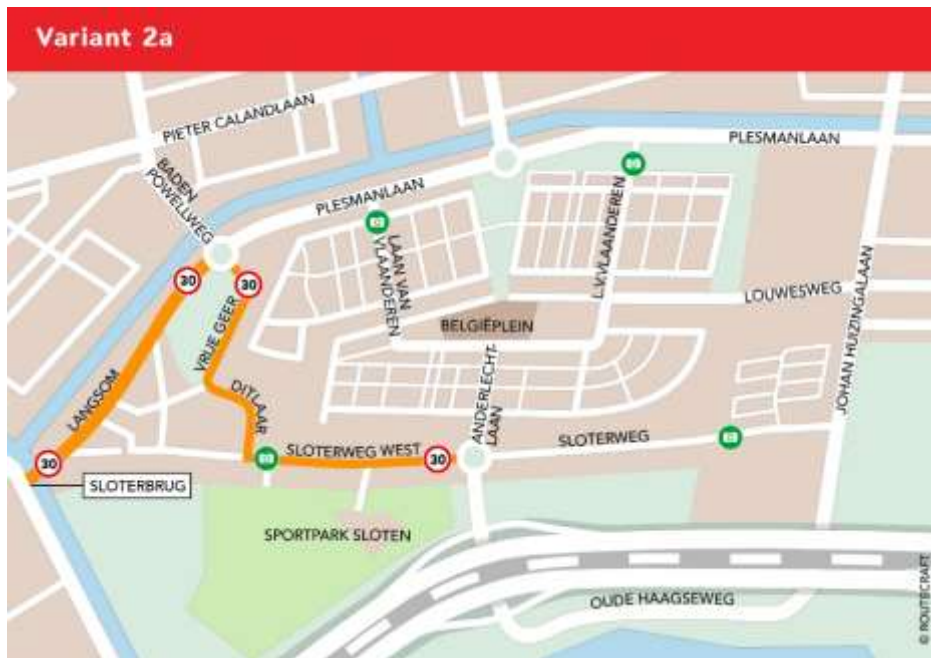 Variant 2a
PIETER CALANDLAAN
PLESMANLAAN
BADEN
POWELLWEG
PLESMANLAAN
L.V.VLAANDEREN
LAAN VAN
VLAANDEREN
30
30
LOUWESWEG
JOHAN HUIZINGALAAN
BELGIËPLEIN
VRIJE GEER
LANGSOM
DITLAAR
ANDERLECHT-
LAAN
SLOTERWEG
SLOTERWEG WEST
30
30
SLOTERBRUG
SPORTPARK SLOTEN
OUDE HAAGSEWEG
© ROUTECRAFT